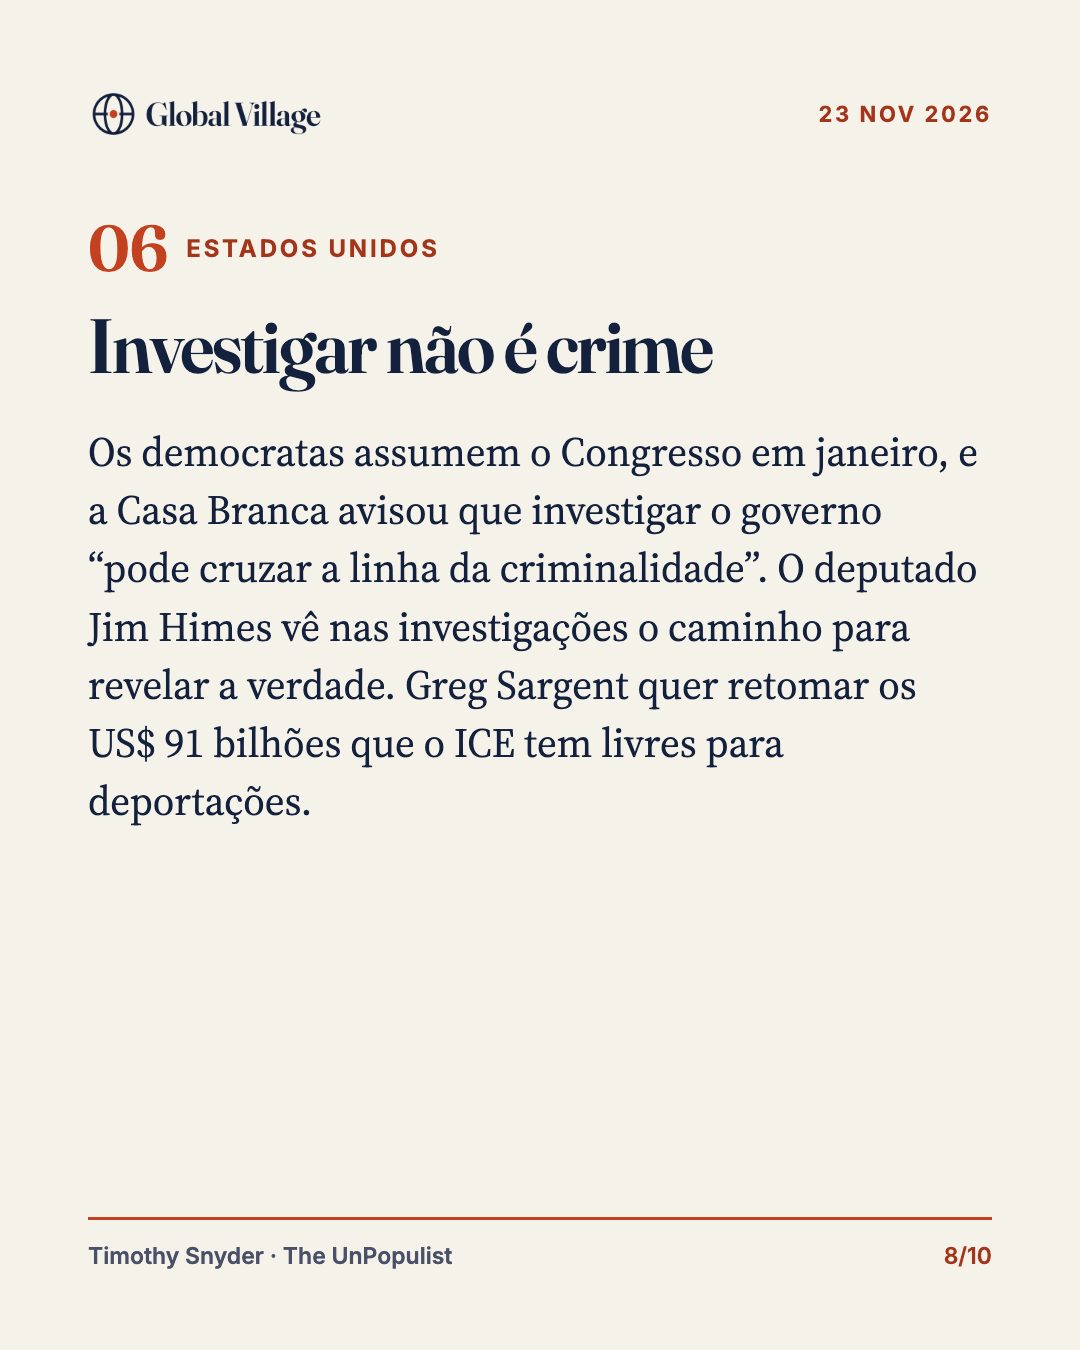 Global Village
23 NOV 2026
06 ESTADOS UNIDOS
Investigar não é crime
Os democratas assumem o Congresso em janeiro, e
a Casa Branca avisou que investigar o governo
“pode cruzar a linha da criminalidade”. O deputado
Jim Himes vê nas investigações o caminho para
revelar a verdade. Greg Sargent quer retomar os
US$ 91 bilhões que o ICE tem livres para
deportações.
Timothy Snyder · The UnPopulist
8/10